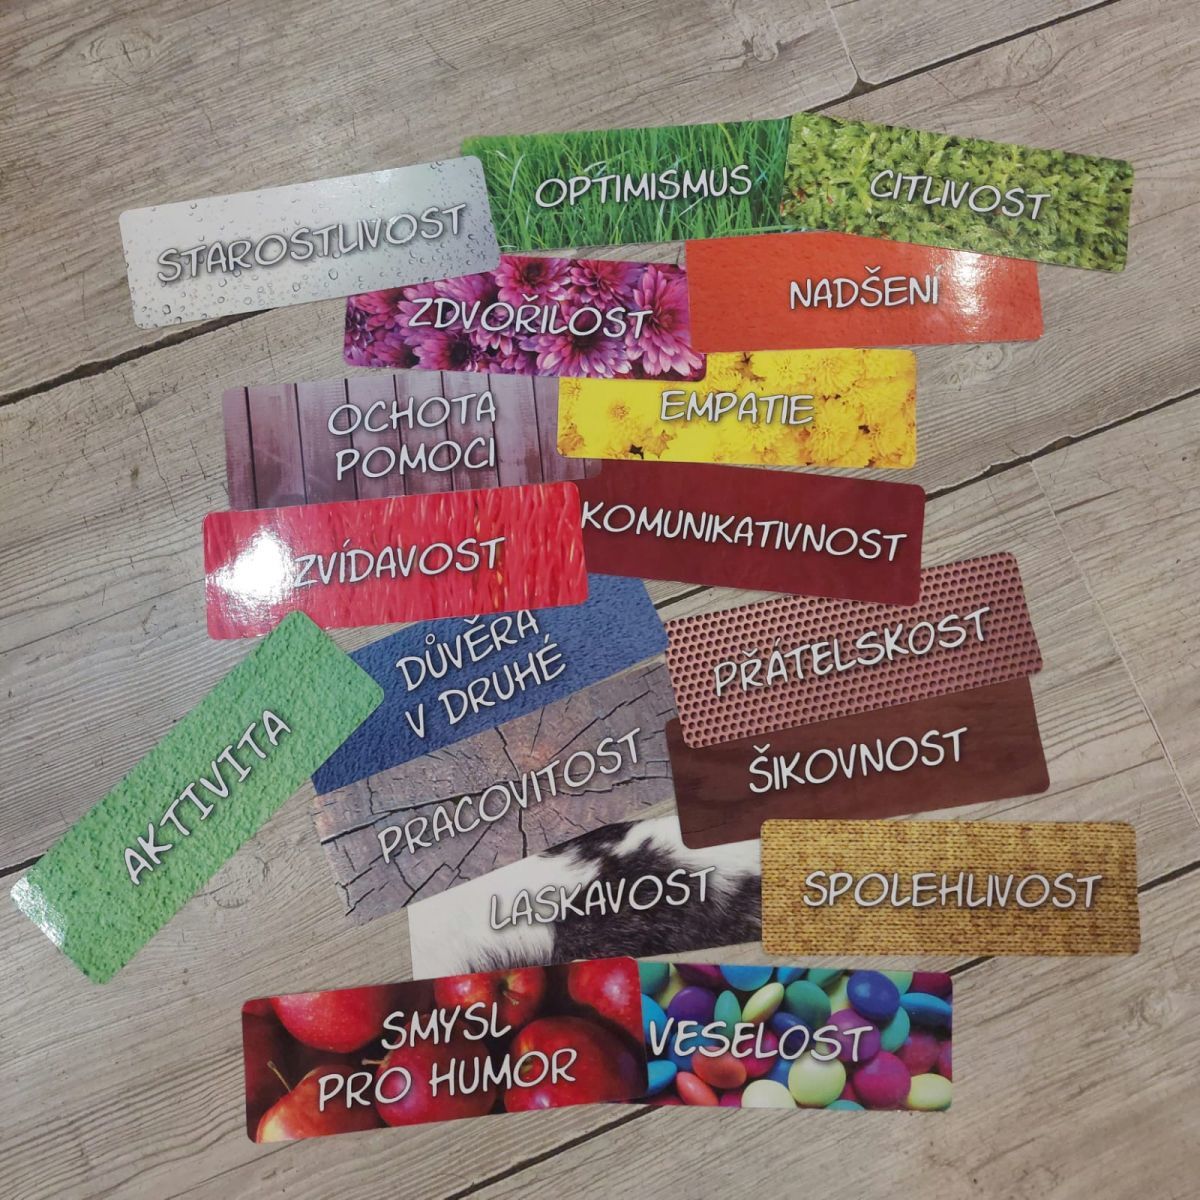 STAROSTLIVOST
OPTIMISMUS
CITLIVOST
ZDVOŘILOST
NADŠENÍ
OCHOTA
POMOCI
EMPATIE
ZVÍDAVOST
KOMUNIKATIVNOST
DŮVĚRA
V DRUHÉ
PŘÁTELSKOST
AKTIVITA
PRACOVITOST
ŠIKOVNOST
LASKAVOST
SPOLEHLIVOST
SMYSL
PRO HUMOR
VESELOST